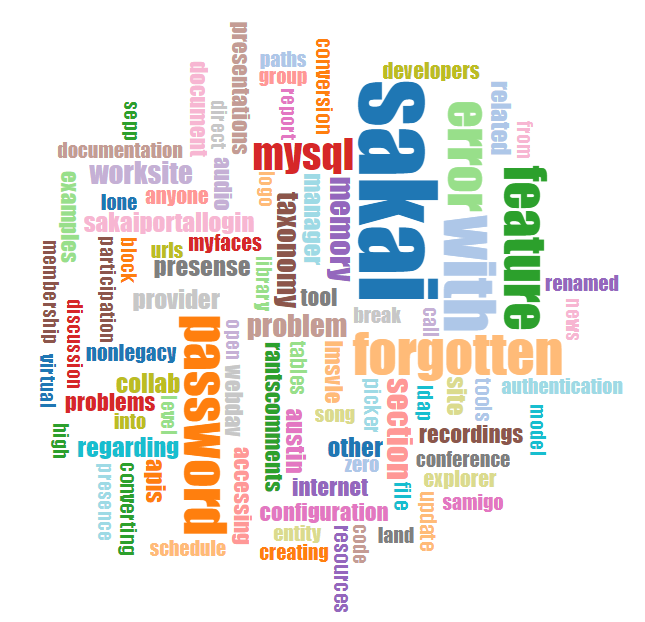 presentations
paths
conversion
group
developers
document
report
related
sakai
error
sepp
direct
from
mysql
documentation
worksite
audio
feature
examples
lone
anyone
logo
manager
memory
taxonomy
sakaiportallogin
with
membership
participation
block
urls
myfaces
presense
library
tool
renamed
provider
break
call
news
discussion
password
open
problem
forgotten
virtual
nonlegacy
webdav
rantscomments
tables
lmsvle
collab
picker
section
ldap
site
tools
authentication
problems
level
into
austin
song
recordings
model
high
regarding
other
zero
conference
presence
converting
apis
accessing
internet
file
explorer
configuration
update
samigo
entity
resources
code
land
schedule
creating